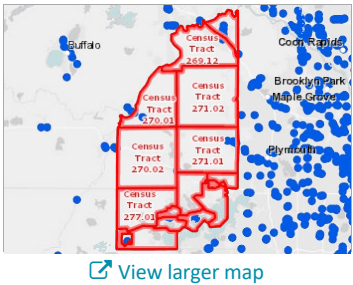 Buffalo
Census
Tract
269.12
Coon Rapids
Brooklyn Park
Maple Grove
Census
Tract
270.01
Census
Tract
271.02
Census
Tract
270.02
Census
Tract
271.01
Plymouth
Census
Tract
277.01
View larger map